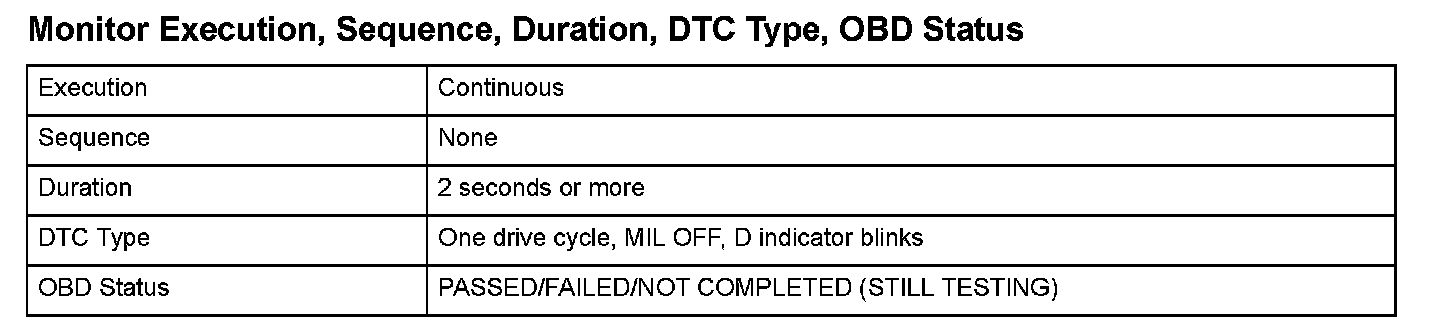 Monitor Execution, Sequence, Duration, DTC Type, OBD Status
Execution Continuous
Sequence None
Duration 2 seconds or more
DTC Type One drive cycle, MIL OFF, D indicator blinks
OBD Status PASSED/FAILED/NOT COMPLETED (STILL TESTING)